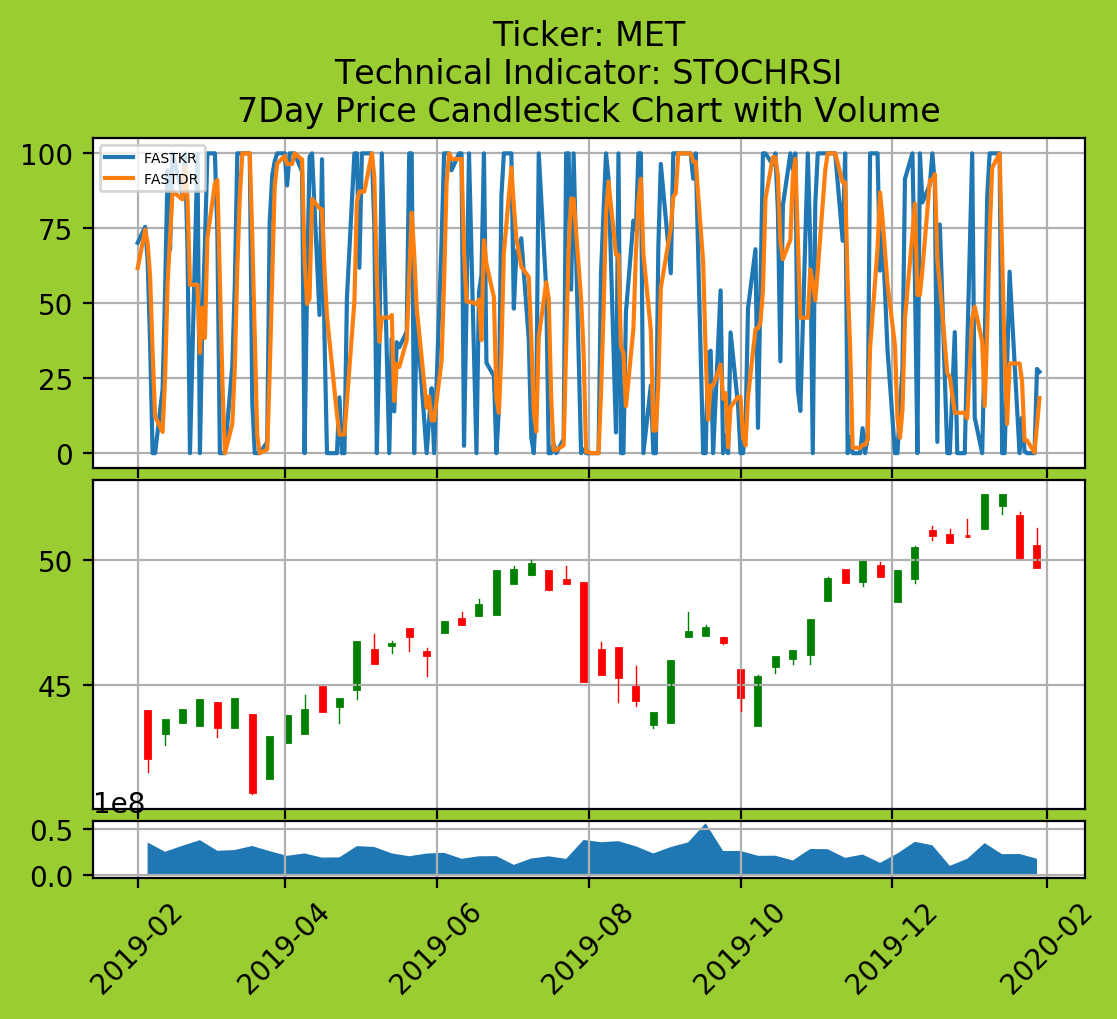 Ticker: MET
Technical Indicator: STOCHRSI
7Day Price Candlestick Chart with Volume
100
75
50
25
0
FASTKR
FASTDR
50
45
1e8
0.5
0.0
2019-02
2019-04
2019-06
2019-08
2019-10
2019-12
2020-02